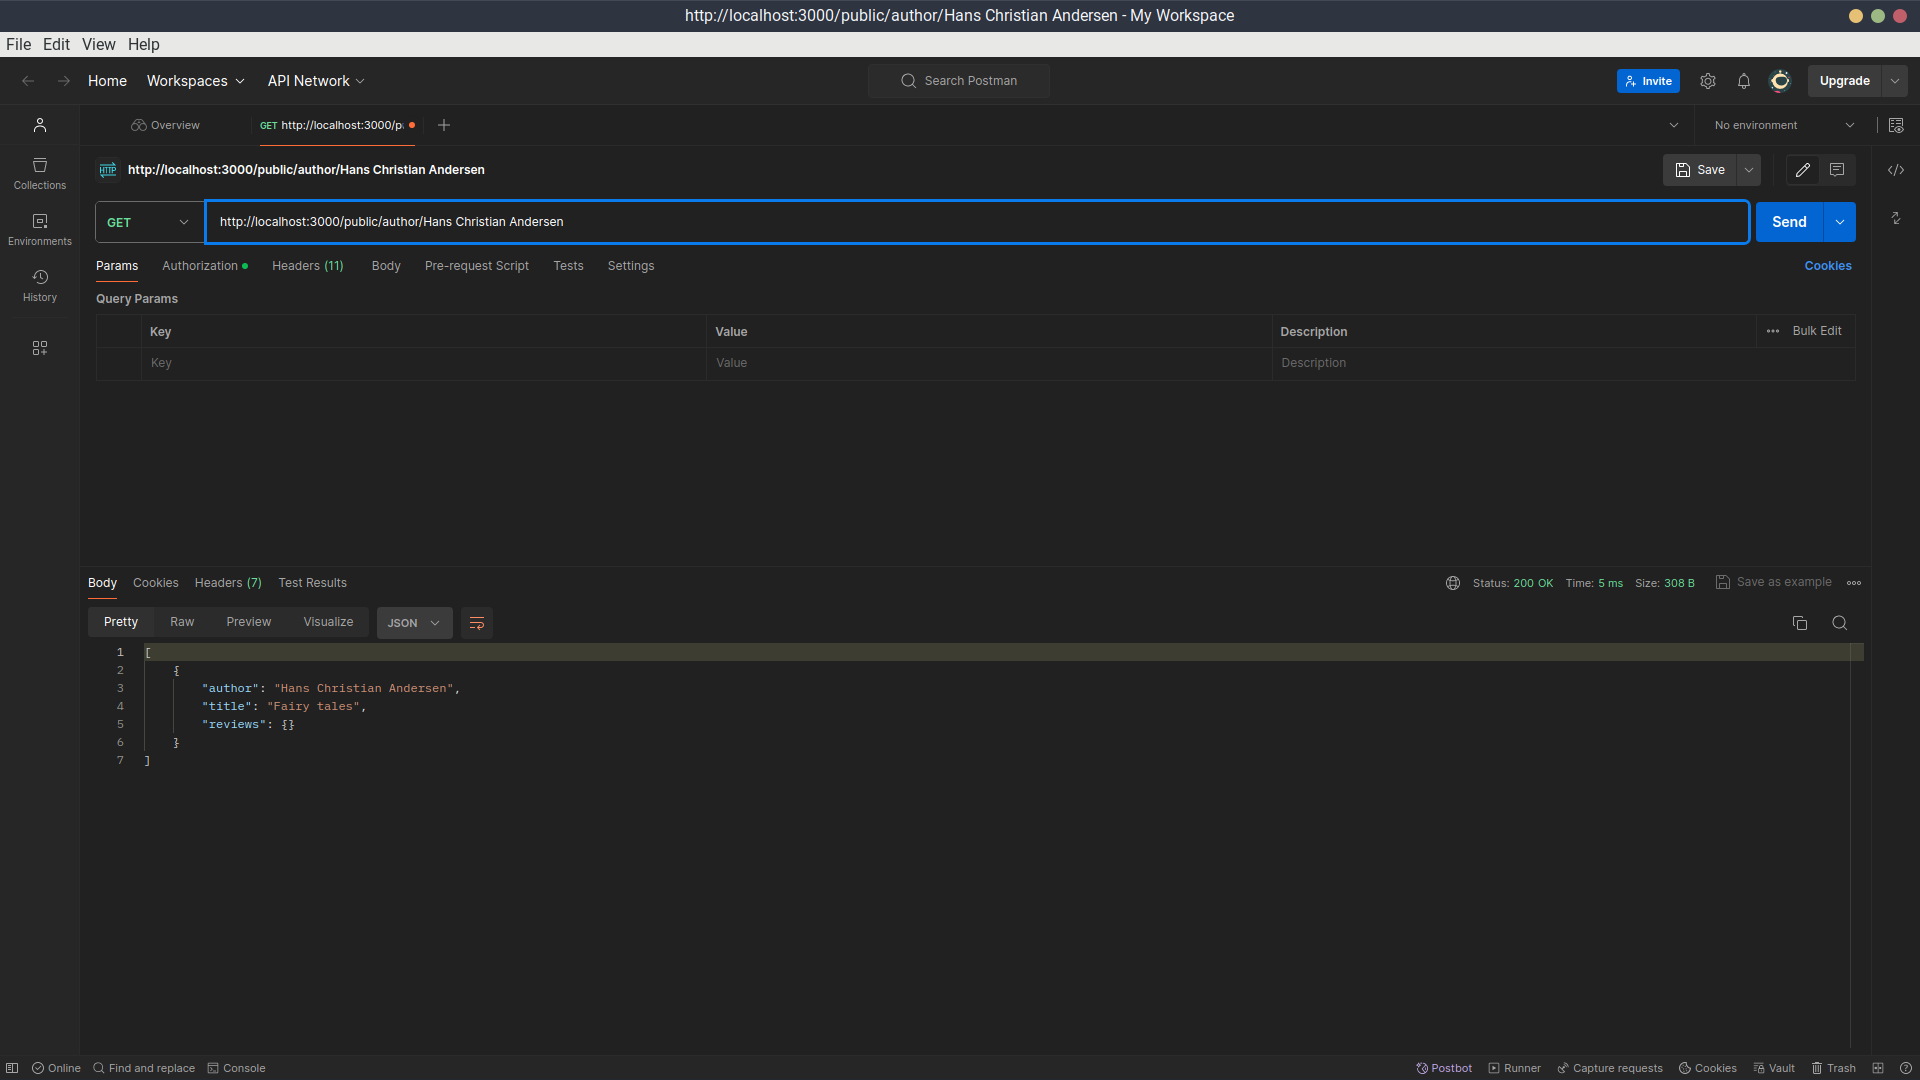 http://localhost:3000/public/author/Hans Christian Andersen - My Workspace
File Edit View Help
Home Workspaces API Network Search Postman Invite Upgrade
Overview GET http://localhost:3000/p No environment
Collections
Environments
History
HTTP http://localhost:3000/public/author/Hans Christian Andersen Save
GET http://localhost:3000/public/author/Hans Christian Andersen Send
Params Authorization Headers (11) Body Pre-request Script Tests Settings Cookies
Query Params
Key Value Description Bulk Edit
Key Value Description
Body Cookies Headers (7) Test Results Status: 200 OK Time: 5 ms Size: 308 B Save as example
Pretty Raw Preview Visualize JSON
1 [
2 {
3 "author": "Hans Christian Andersen",
4 "title": "Fairy tales",
5 "reviews": {}
6 }
7 ]
Online Find and replace Console Postbot Runner Capture requests Cookies Vault Trash